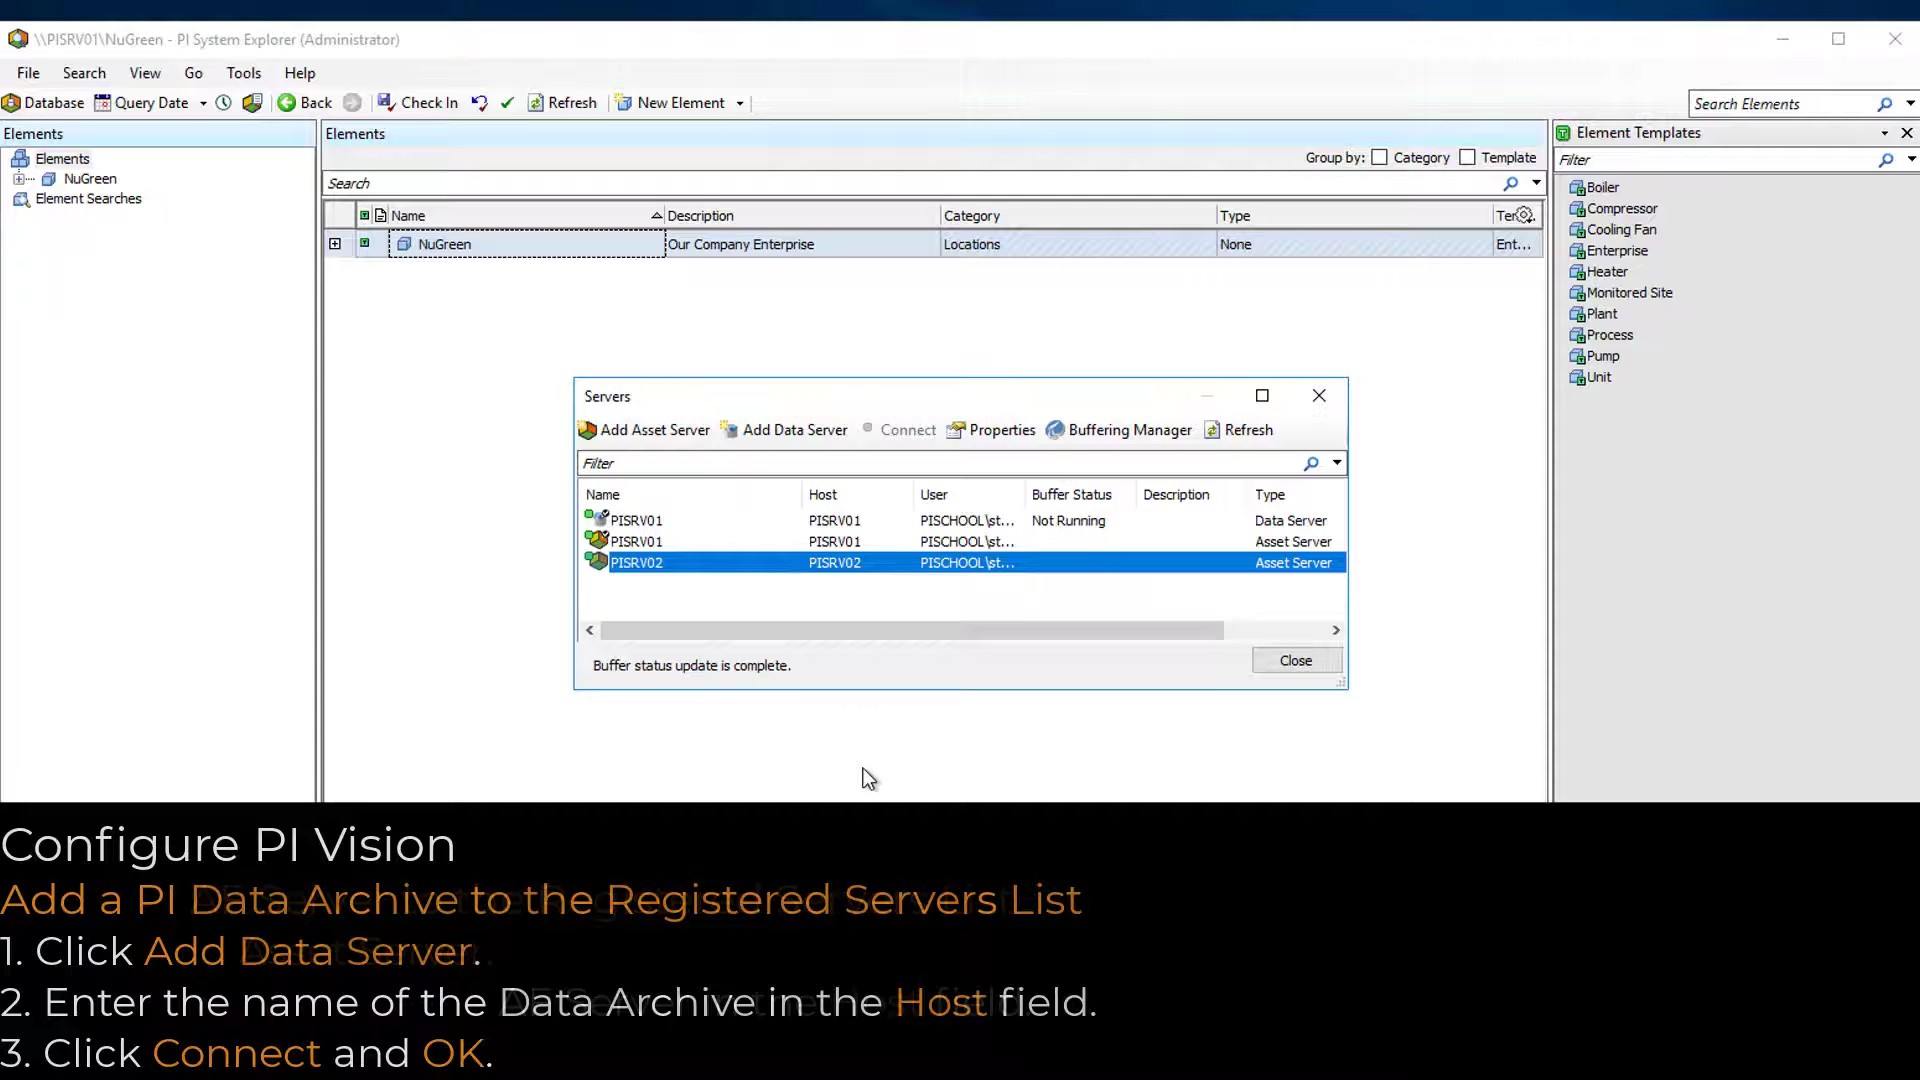 \\PISRV01\NuGreen - PI System Explorer (Administrator)
File Search View Go Tools Help
Database Query Date Back Check In Refresh New Element Search Elements
Elements
Elements
NuGreen
Element Searches
Elements
Group by: Category Template
Search
Name Description Category Type Te...
NuGreen Our Company Enterprise Locations None Ent...
Element Templates
Filter
Boiler
Compressor
Cooling Fan
Enterprise
Heater
Monitored Site
Plant
Process
Pump
Unit
Servers
Add Asset Server Add Data Server Connect Properties Buffering Manager Refresh
Filter
Name Host User Buffer Status Description Type
PISRV01 PISRV01 PISCHOOL\st... Not Running Data Server
PISRV01 PISRV01 PISCHOOL\st... Asset Server
PISRV02 PISRV02 PISCHOOL\st... Asset Server
Buffer status update is complete.
Close
Configure PI Vision
Add a PI Data Archive to the Registered Servers List
1. Click Add Data Server.
2. Enter the name of the Data Archive in the Host field.
3. Click Connect and OK.